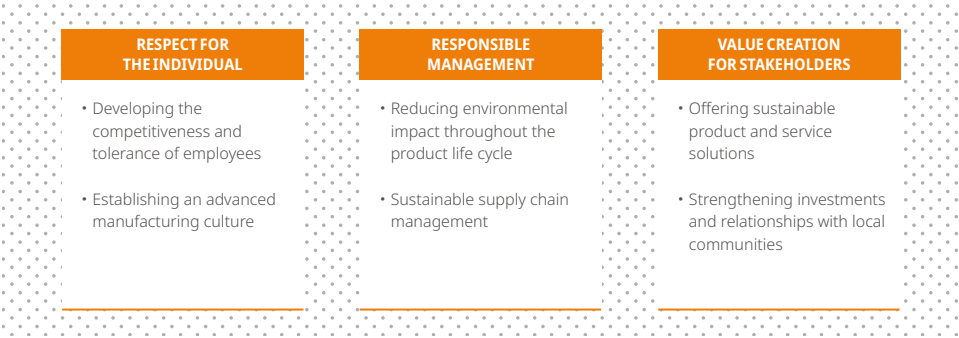 RESPECT FOR
THE INDIVIDUAL
• Developing the
competitiveness and
tolerance of employees
• Establishing an advanced
manufacturing culture
RESPONSIBLE
MANAGEMENT
• Reducing environmental
impact throughout the
product life cycle
• Sustainable supply chain
management
VALUE CREATION
FOR STAKEHOLDERS
• Offering sustainable
product and service
solutions
• Strengthening investments
and relationships with local
communities